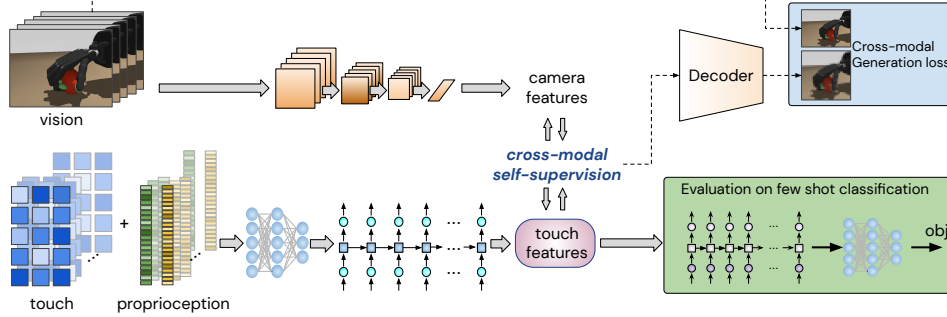 vision
camera
features
Decoder
Cross-modal
Generation loss
cross-modal
self-supervision
touch
+
proprioception
...
touch
features
Evaluation on few shot classification
...
obj